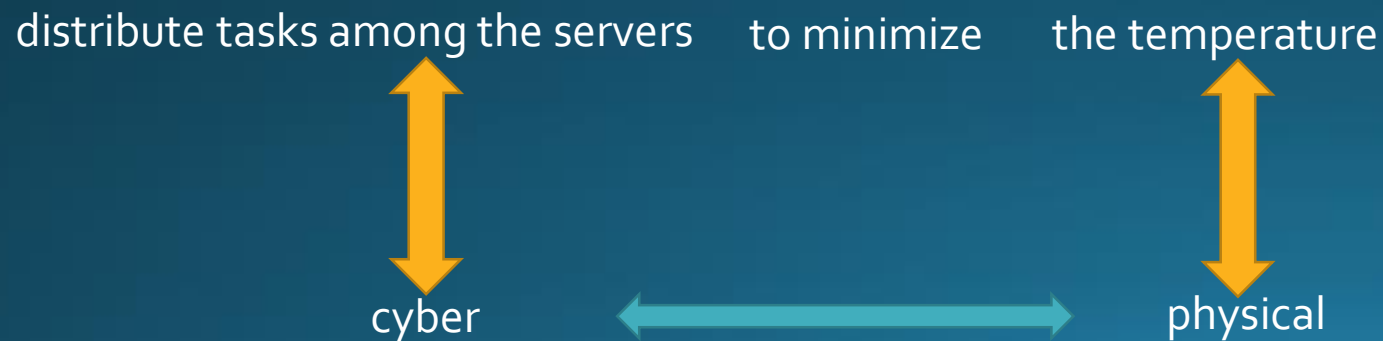 distribute tasks among the servers to minimize the temperature
cyber physical